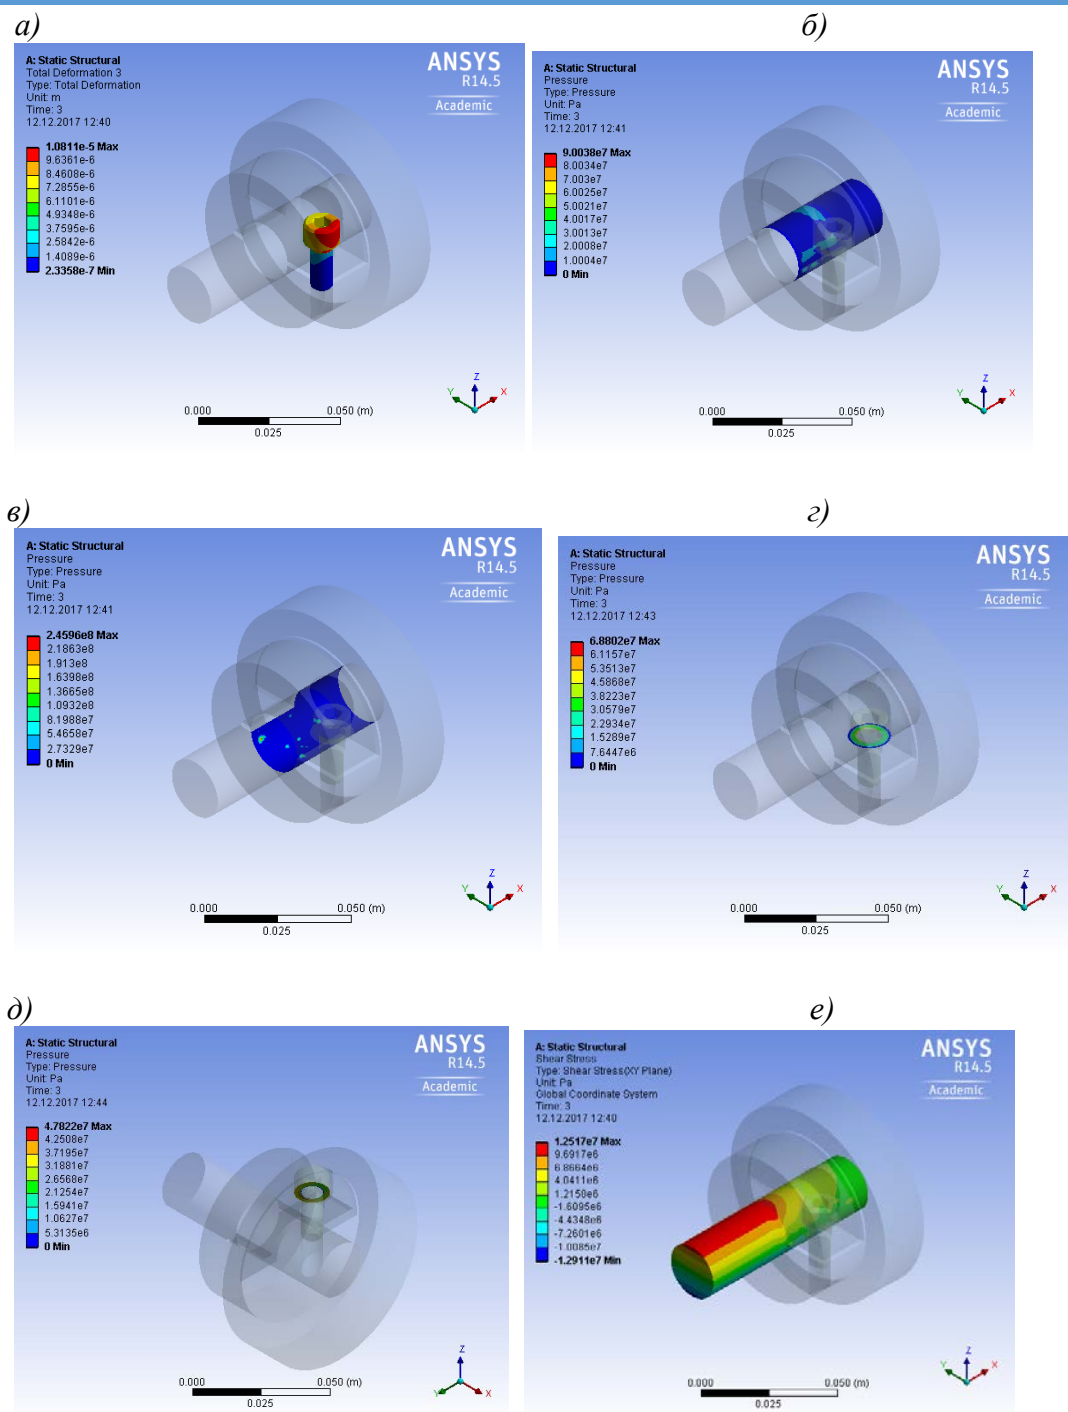 а)
б)
A: Static Structural
Total Deformation 3
Type: Total Deformation
Unit: m
Time: 3
12.12.2017 12:40
1.0811e-5 Max
9.6361e-6
8.4608e-6
7.2855e-6
6.1101e-6
4.9348e-6
3.7595e-6
2.5842e-6
1.4089e-6
2.3358e-7 Min
ANSYS
R14.5
Academic
Z
Y
X
0.000
0.050 (m)
0.025
A: Static Structural
Pressure
Type: Pressure
Unit: Pa
Time: 3
12.12.2017 12:41
9.0038e7 Max
8.0034e7
7.003e7
6.0025e7
5.0021e7
4.0017e7
3.0013e7
2.0008e7
1.0004e7
0 Min
ANSYS
R14.5
Academic
Z
Y
X
0.000
0.050 (m)
0.025
в)
г)
A: Static Structural
Pressure
Type: Pressure
Unit: Pa
Time: 3
12.12.2017 12:41
2.4596e8 Max
2.1863e8
1.913e8
1.6398e8
1.3665e8
1.0932e8
8.1988e7
5.4658e7
2.7329e7
0 Min
ANSYS
R14.5
Academic
Z
Y
X
0.000
0.050 (m)
0.025
A: Static Structural
Pressure
Type: Pressure
Unit: Pa
Time: 3
12.12.2017 12:43
6.8802e7 Max
6.1157e7
5.3513e7
4.5868e7
3.8223e7
3.0579e7
2.2934e7
1.5289e7
7.6447e6
0 Min
ANSYS
R14.5
Academic
Z
Y
X
0.000
0.050 (m)
0.025
д)
е)
A: Static Structural
Pressure
Type: Pressure
Unit: Pa
Time: 3
12.12.2017 12:44
4.7822e7 Max
4.2508e7
3.7195e7
3.1881e7
2.6568e7
2.1254e7
1.5941e7
1.0627e7
5.3135e6
0 Min
ANSYS
R14.5
Academic
Z
Y
X
0.000
0.050 (m)
0.025
A: Static Structural
Shear Stress
Type: Shear Stress(XY Plane)
Unit: Pa
Global Coordinate System
Time: 3
12.12.2017 12:40
1.2517e7 Max
9.6917e6
6.8664e6
4.0411e6
1.2150e6
-1.6095e6
-4.4348e6
-7.2601e6
-1.0085e7
-1.2911e7 Min
ANSYS
R14.5
Academic
Z
Y
X
0.000
0.050 (m)
0.025